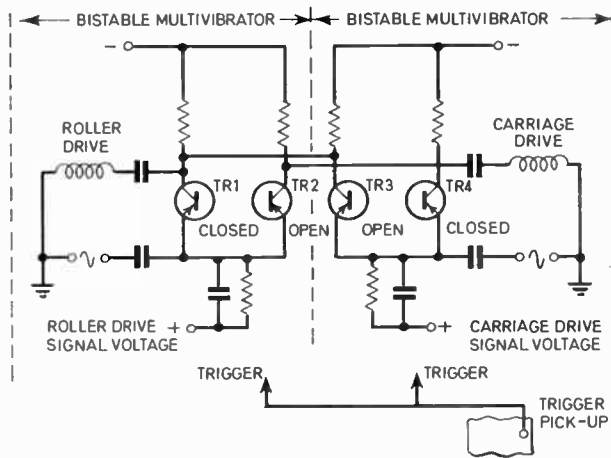 BISTABLE MULTIVIBRATOR
BISTABLE MULTIVIBRATOR
−
−
ROLLER
DRIVE
CARRIAGE
DRIVE
TR1
TR2
TR3
TR4
CLOSED
OPEN
OPEN
CLOSED
ROLLER DRIVE +
SIGNAL VOLTAGE
+ CARRIAGE DRIVE
SIGNAL VOLTAGE
TRIGGER
TRIGGER
TRIGGER
PICK-UP